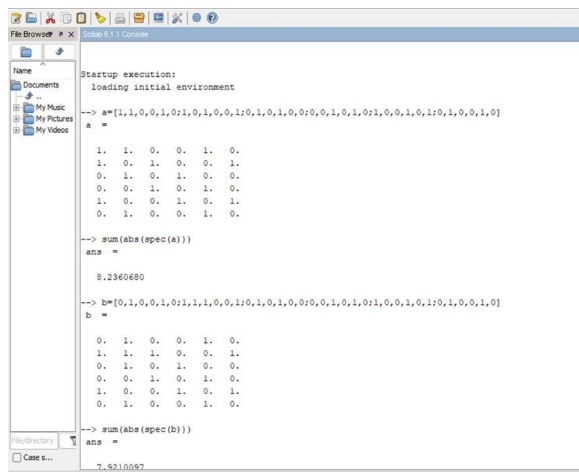 File Browser
Scilab 6.1.1 Console
Name
Documents
..
My Music
My Pictures
My Videos
File/directory
Case s...
Startup execution:
loading initial environment
--> a=[1,1,0,0,1,0;1,0,1,0,0,1;0,1,0,1,0,0;0,0,1,0,1,0;1,0,0,1,0,1;0,1,0,0,1,0]
a =
1. 1. 0. 0. 1. 0.
1. 0. 1. 0. 0. 1.
0. 1. 0. 1. 0. 0.
0. 0. 1. 0. 1. 0.
1. 0. 0. 1. 0. 1.
0. 1. 0. 0. 1. 0.
--> sum(abs(spec(a)))
ans =
8.2360680
--> b=[0,1,0,0,1,0;1,1,1,0,0,1;0,1,0,1,0,0;0,0,1,0,1,0;1,0,0,1,0,1;0,1,0,0,1,0]
b =
0. 1. 0. 0. 1. 0.
1. 1. 1. 0. 0. 1.
0. 1. 0. 1. 0. 0.
0. 0. 1. 0. 1. 0.
1. 0. 0. 1. 0. 1.
0. 1. 0. 0. 1. 0.
--> sum(abs(spec(b)))
ans =
7.9210097